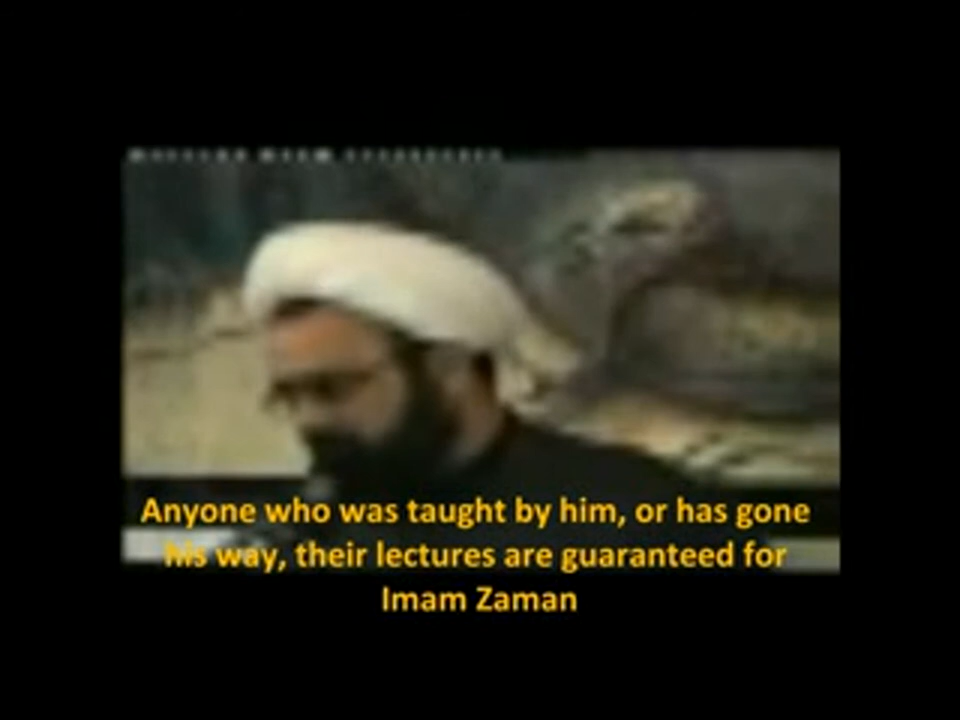 Anyone who was taught by him, or has gone
his way, their lectures are guaranteed for
Imam Zaman